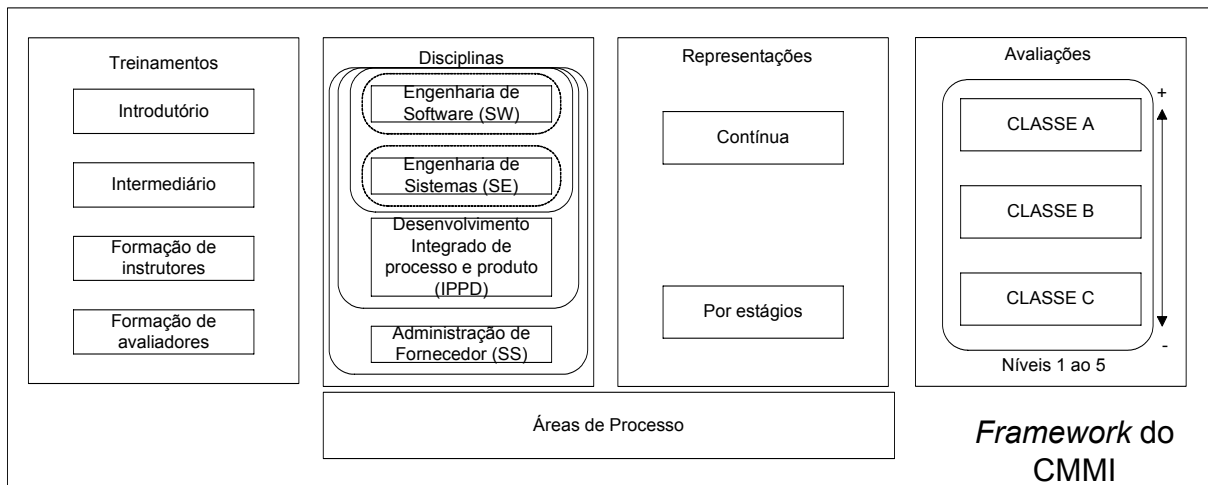 Treinamentos
Introdutório
Intermediário
Formação de
instrutores
Formação de
avaliadores
Disciplinas
Engenharia de
Software (SW)
Engenharia de
Sistemas (SE)
Desenvolvimento
Integrado de
processo e produto
(IPPD)
Administração de
Fornecedor (SS)
Representações
Contínua
Por estágios
Avaliações
+
CLASSE A
CLASSE B
CLASSE C
-
Níveis 1 ao 5
Áreas de Processo
Framework do
CMMI